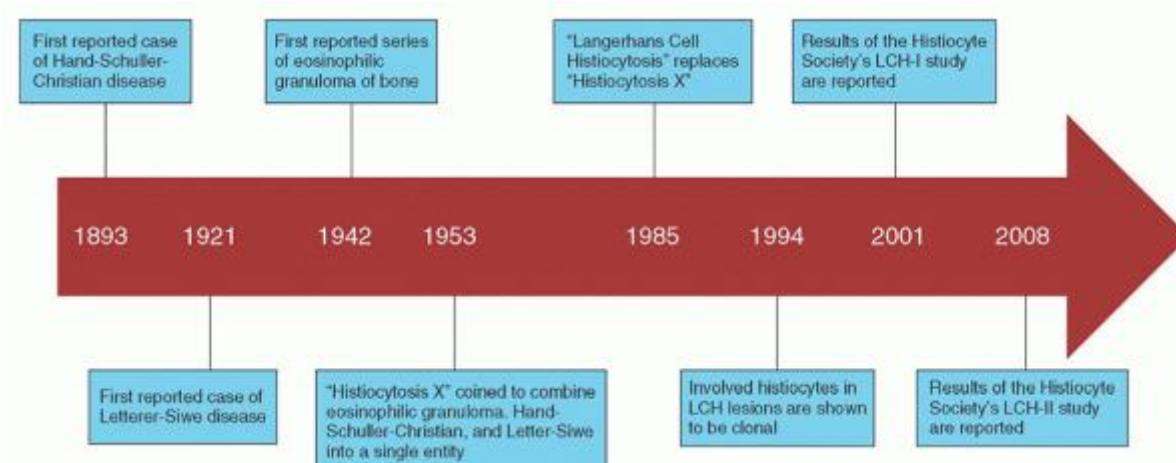 First reported case
of Hand-Schuller-
Christian disease
First reported series
of eosinophilic
granuloma of bone
"Langerhans Cell
Histiocytosis" replaces
"Histiocytosis X"
Results of the Histiocyte
Society's LCH-I study
are reported
1893
1921
1942
1953
1985
1994
2001
2008
First reported case of
Letterer-Siwe disease
"Histiocytosis X" coined to combine
eosinophilic granuloma, Hand-
Schuller-Christian, and Letter-Siwe
into a single entity
Involved histiocytes in
LCH lesions are shown
to be clonal
Results of the Histiocyte
Society's LCH-II study
are reported